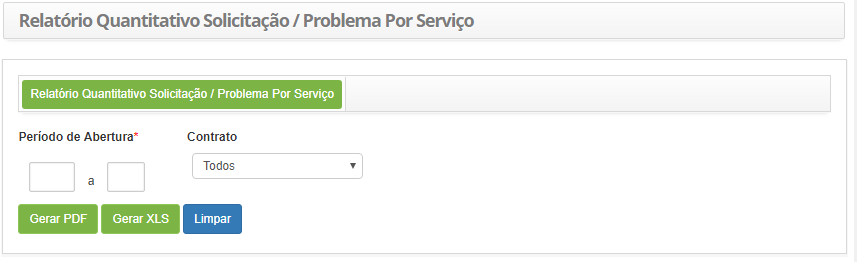 Relatório Quantitativo Solicitação / Problema Por Serviço
Relatório Quantitativo Solicitação / Problema Por Serviço
Período de Abertura* Contrato
a Todos
Gerar PDF Gerar XLS Limpar